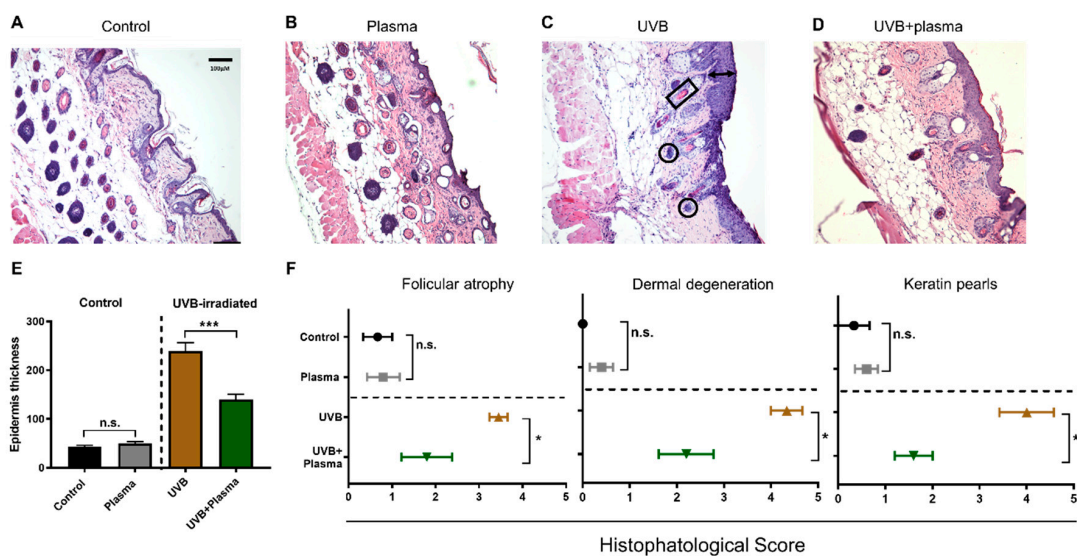 A Control
B Plasma
C UVB
D UVB+plasma
100µM
E
Control UVB-irradiated
Epidermis thickness
300
200
100
0
n.s.
***
Control
Plasma
UVB
UVB+Plasma
F
Folicular atrophy
Control
Plasma
UVB
UVB+
Plasma
n.s.
*
0 1 2 3 4 5
Dermal degeneration
n.s.
*
0 1 2 3 4 5
Keratin pearls
n.s.
*
0 1 2 3 4 5
Histophatological Score